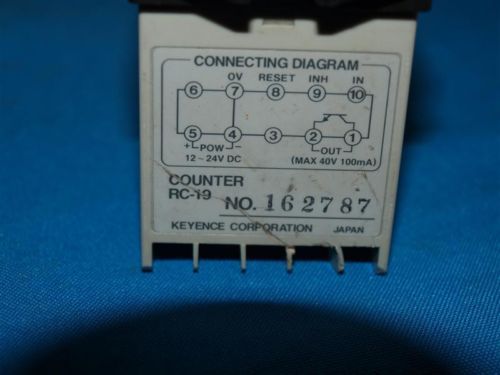 CONNECTING DIAGRAM
0V RESET INH IN
6 7 8 9 10
5 4 3 2 1
+ POW − OUT
12~24V DC (MAX 40V 100mA)
COUNTER
RC-19
NO. 162787
KEYENCE CORPORATION JAPAN